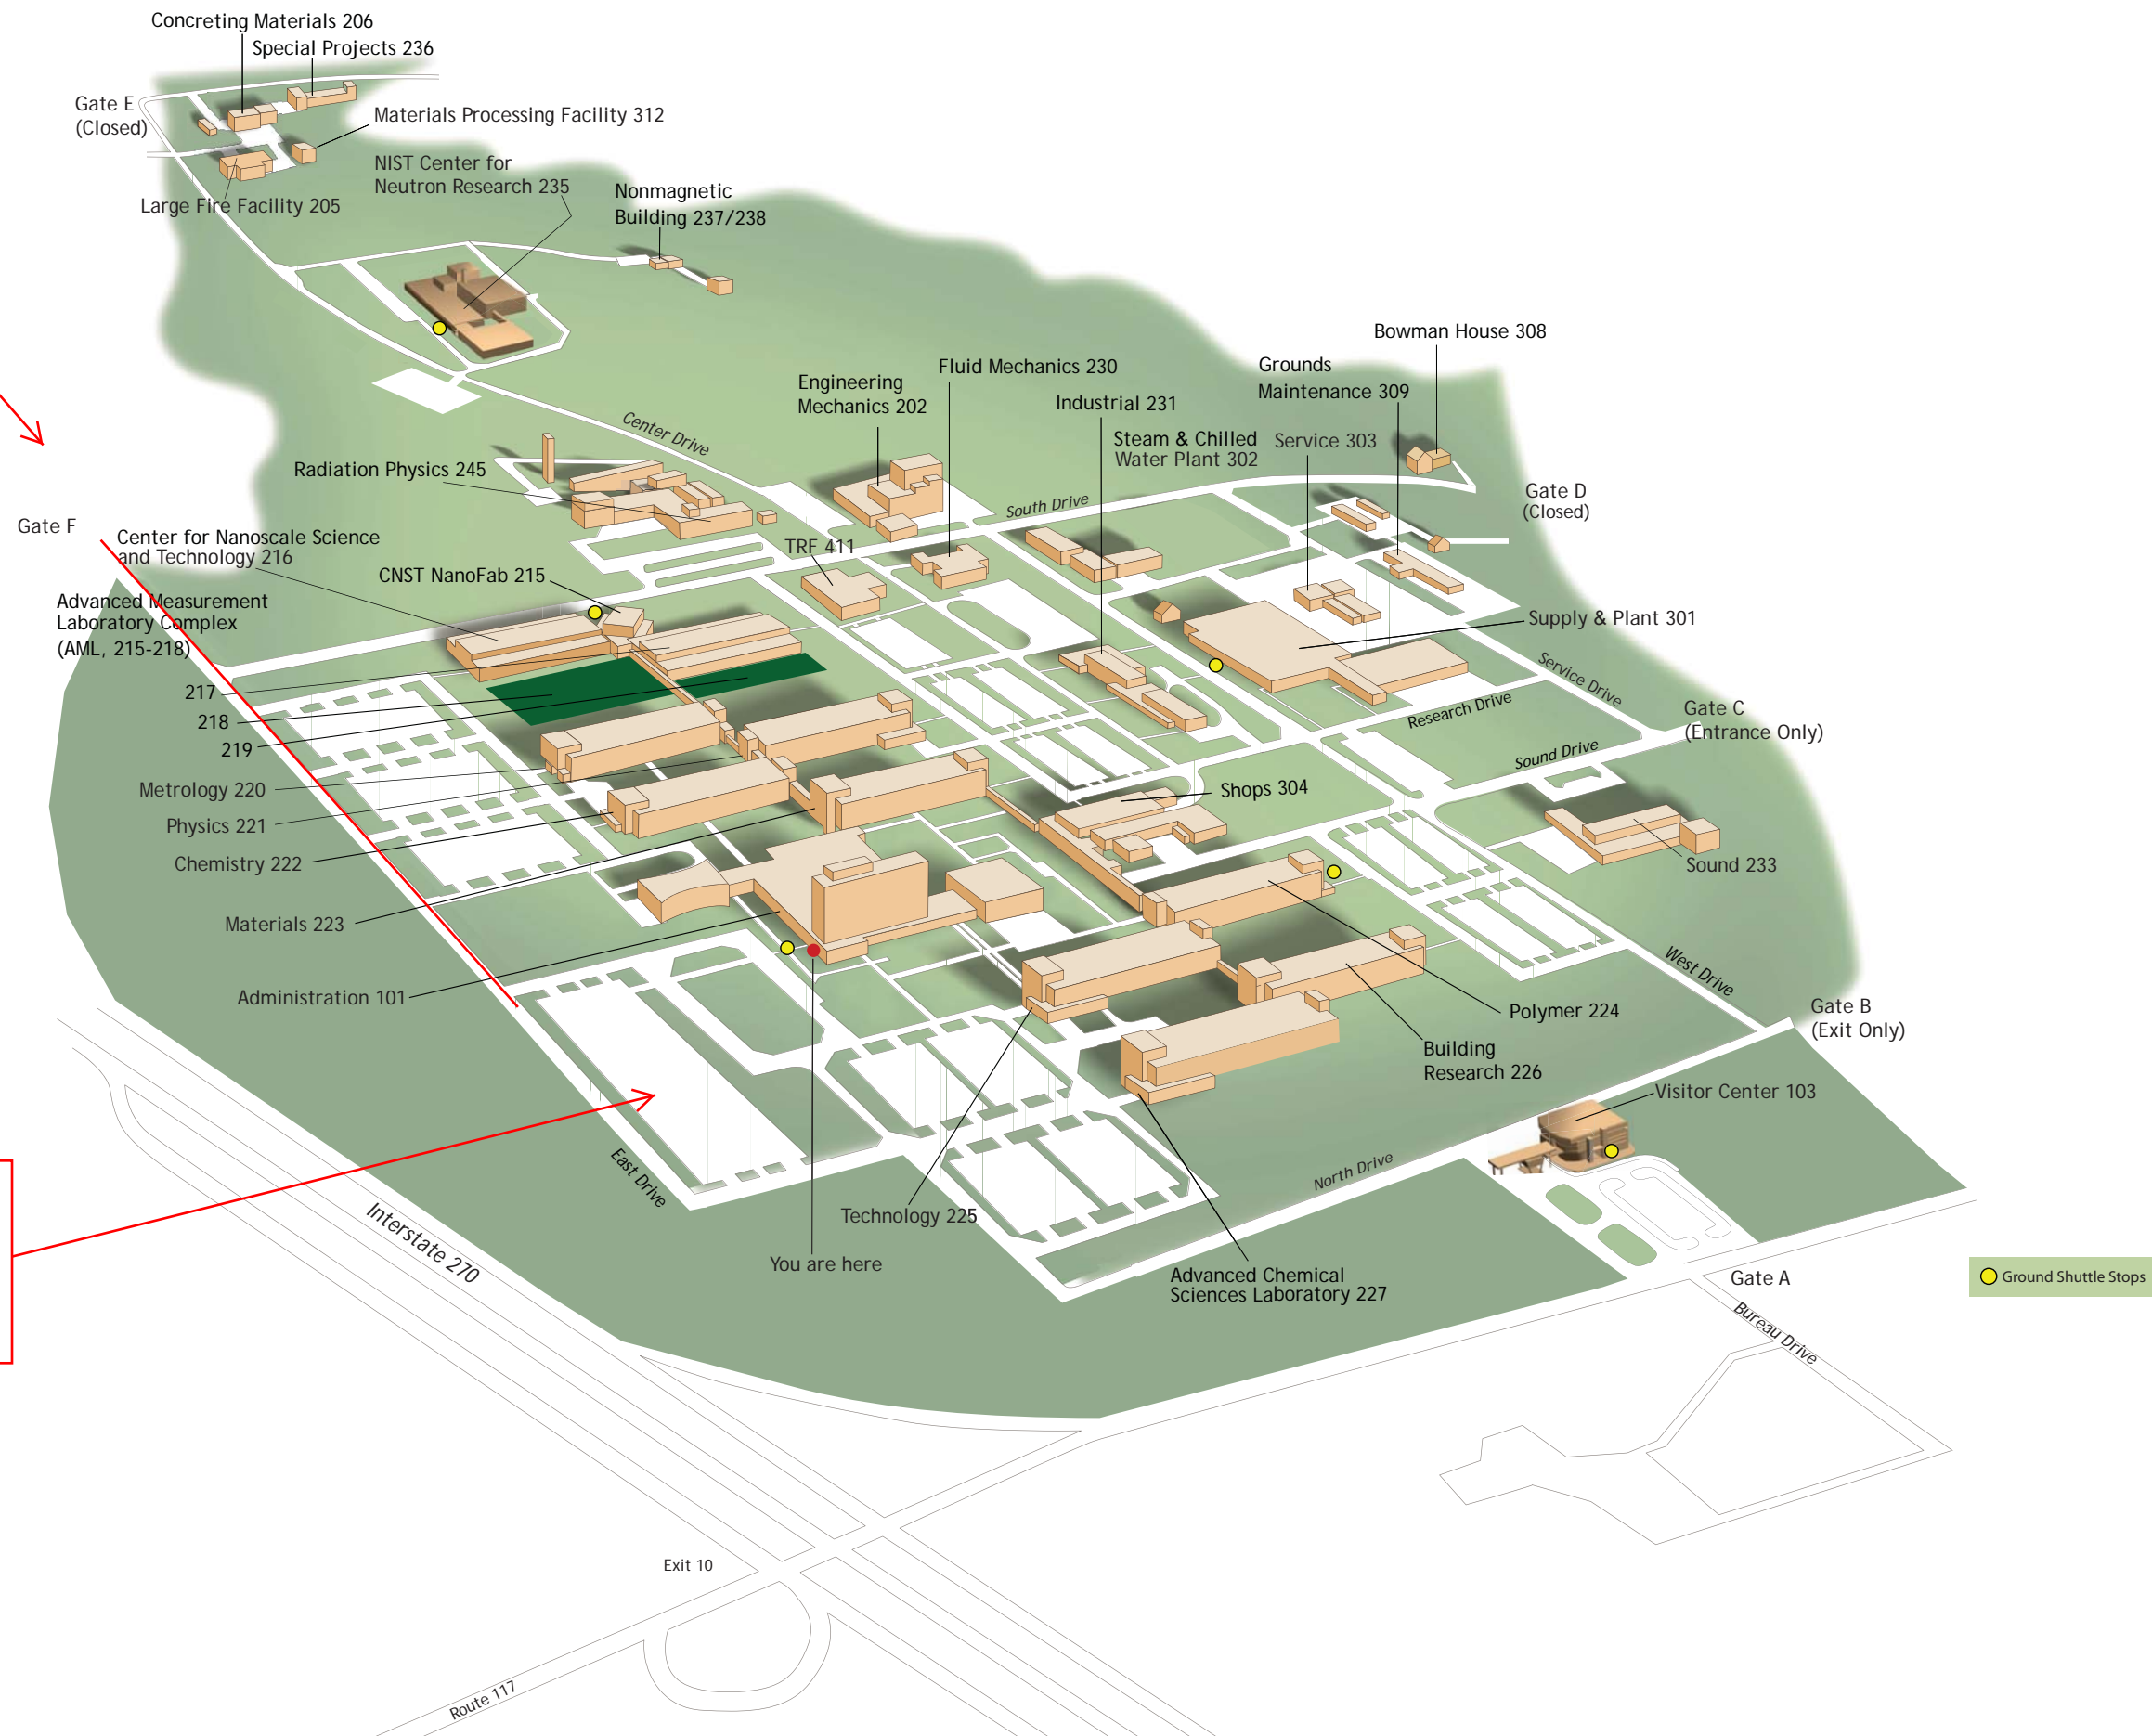 Concreting Materials 206
Special Projects 236
Gate E
(Closed)
Materials Processing Facility 312
NIST Center for
Neutron Research 235
Large Fire Facility 205
Nonmagnetic
Building 237/238
Bowman House 308
Fluid Mechanics 230
Grounds
Maintenance 309
Engineering
Mechanics 202
Industrial 231
Center Drive
Steam & Chilled
Water Plant 302
Service 303
Radiation Physics 245
South Drive
Gate D
(Closed)
Gate F
Center for Nanoscale Science
and Technology 216
TRF 411
CNST NanoFab 215
Advanced Measurement
Laboratory Complex
(AML, 215-218)
Supply & Plant 301
Service Drive
217
218
219
Research Drive
Gate C
(Entrance Only)
Sound Drive
Metrology 220
Shops 304
Physics 221
Chemistry 222
Sound 233
Materials 223
West Drive
Administration 101
Polymer 224
Gate B
(Exit Only)
Building
Research 226
Visitor Center 103
East Drive
North Drive
Technology 225
Interstate 270
You are here
Advanced Chemical
Sciences Laboratory 227
Gate A
Ground Shuttle Stops
Bureau Drive
Exit 10
Route 117